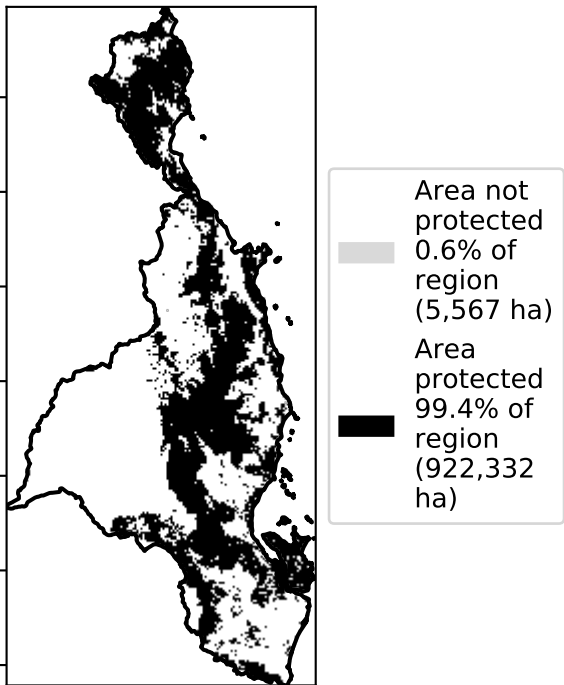 Area not
protected
0.6% of
region
(5,567 ha)
Area
protected
99.4% of
region
(922,332
ha)